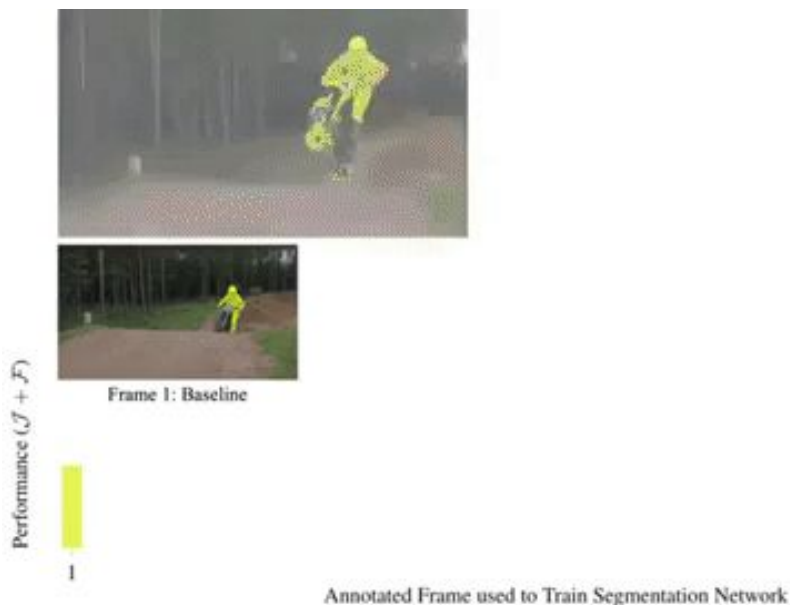 Frame 1: Baseline
Performance (𝒥 + ℱ)
1
Annotated Frame used to Train Segmentation Network